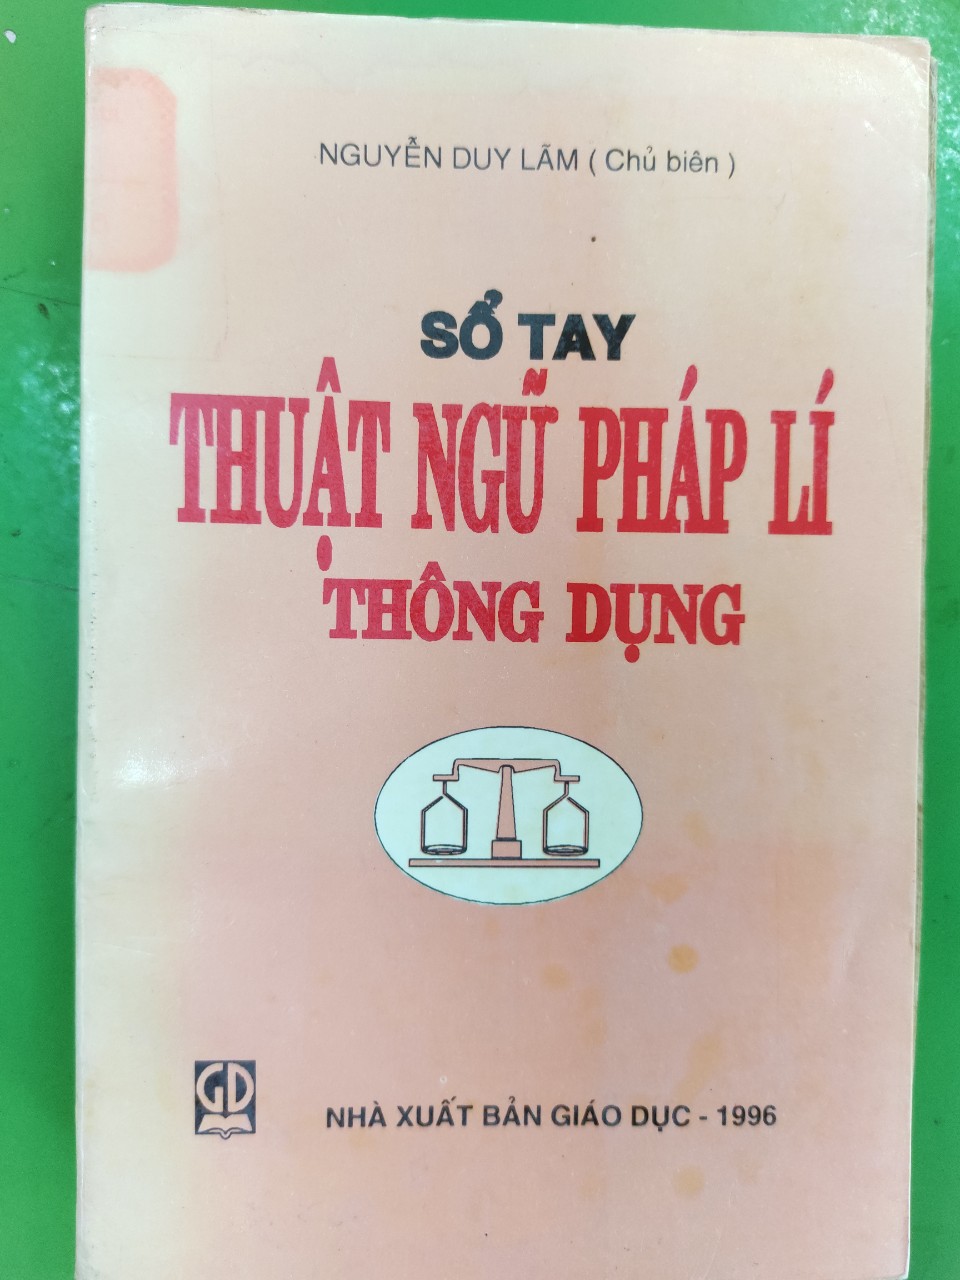 NGUYỄN DUY LÃM ( Chủ biên )
SỔ TAY
THUẬT NGỮ PHÁP LÍ
THÔNG DỤNG
GD
NHÀ XUẤT BẢN GIÁO DỤC - 1996